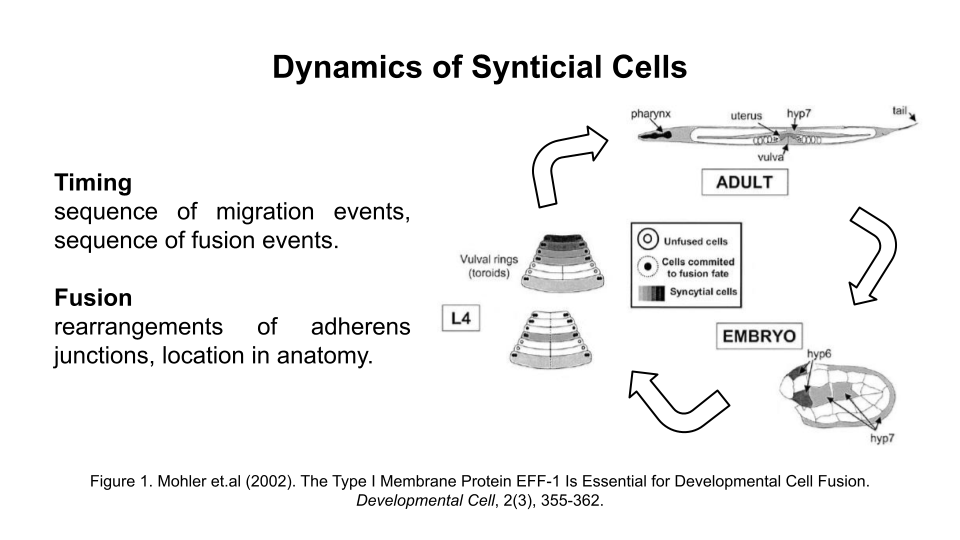 Dynamics of Synticial Cells
Timing
sequence of migration events,
sequence of fusion events.
Fusion
rearrangements of adherens
junctions, location in anatomy.
pharynx
uterus
hyp7
tail
vulva
ADULT
Unfused cells
Cells commited
to fusion fate
Syncytial cells
Vulval rings
(toroids)
L4
EMBRYO
hyp6
hyp7
Figure 1. Mohler et.al (2002). The Type I Membrane Protein EFF-1 Is Essential for Developmental Cell Fusion.
Developmental Cell, 2(3), 355-362.